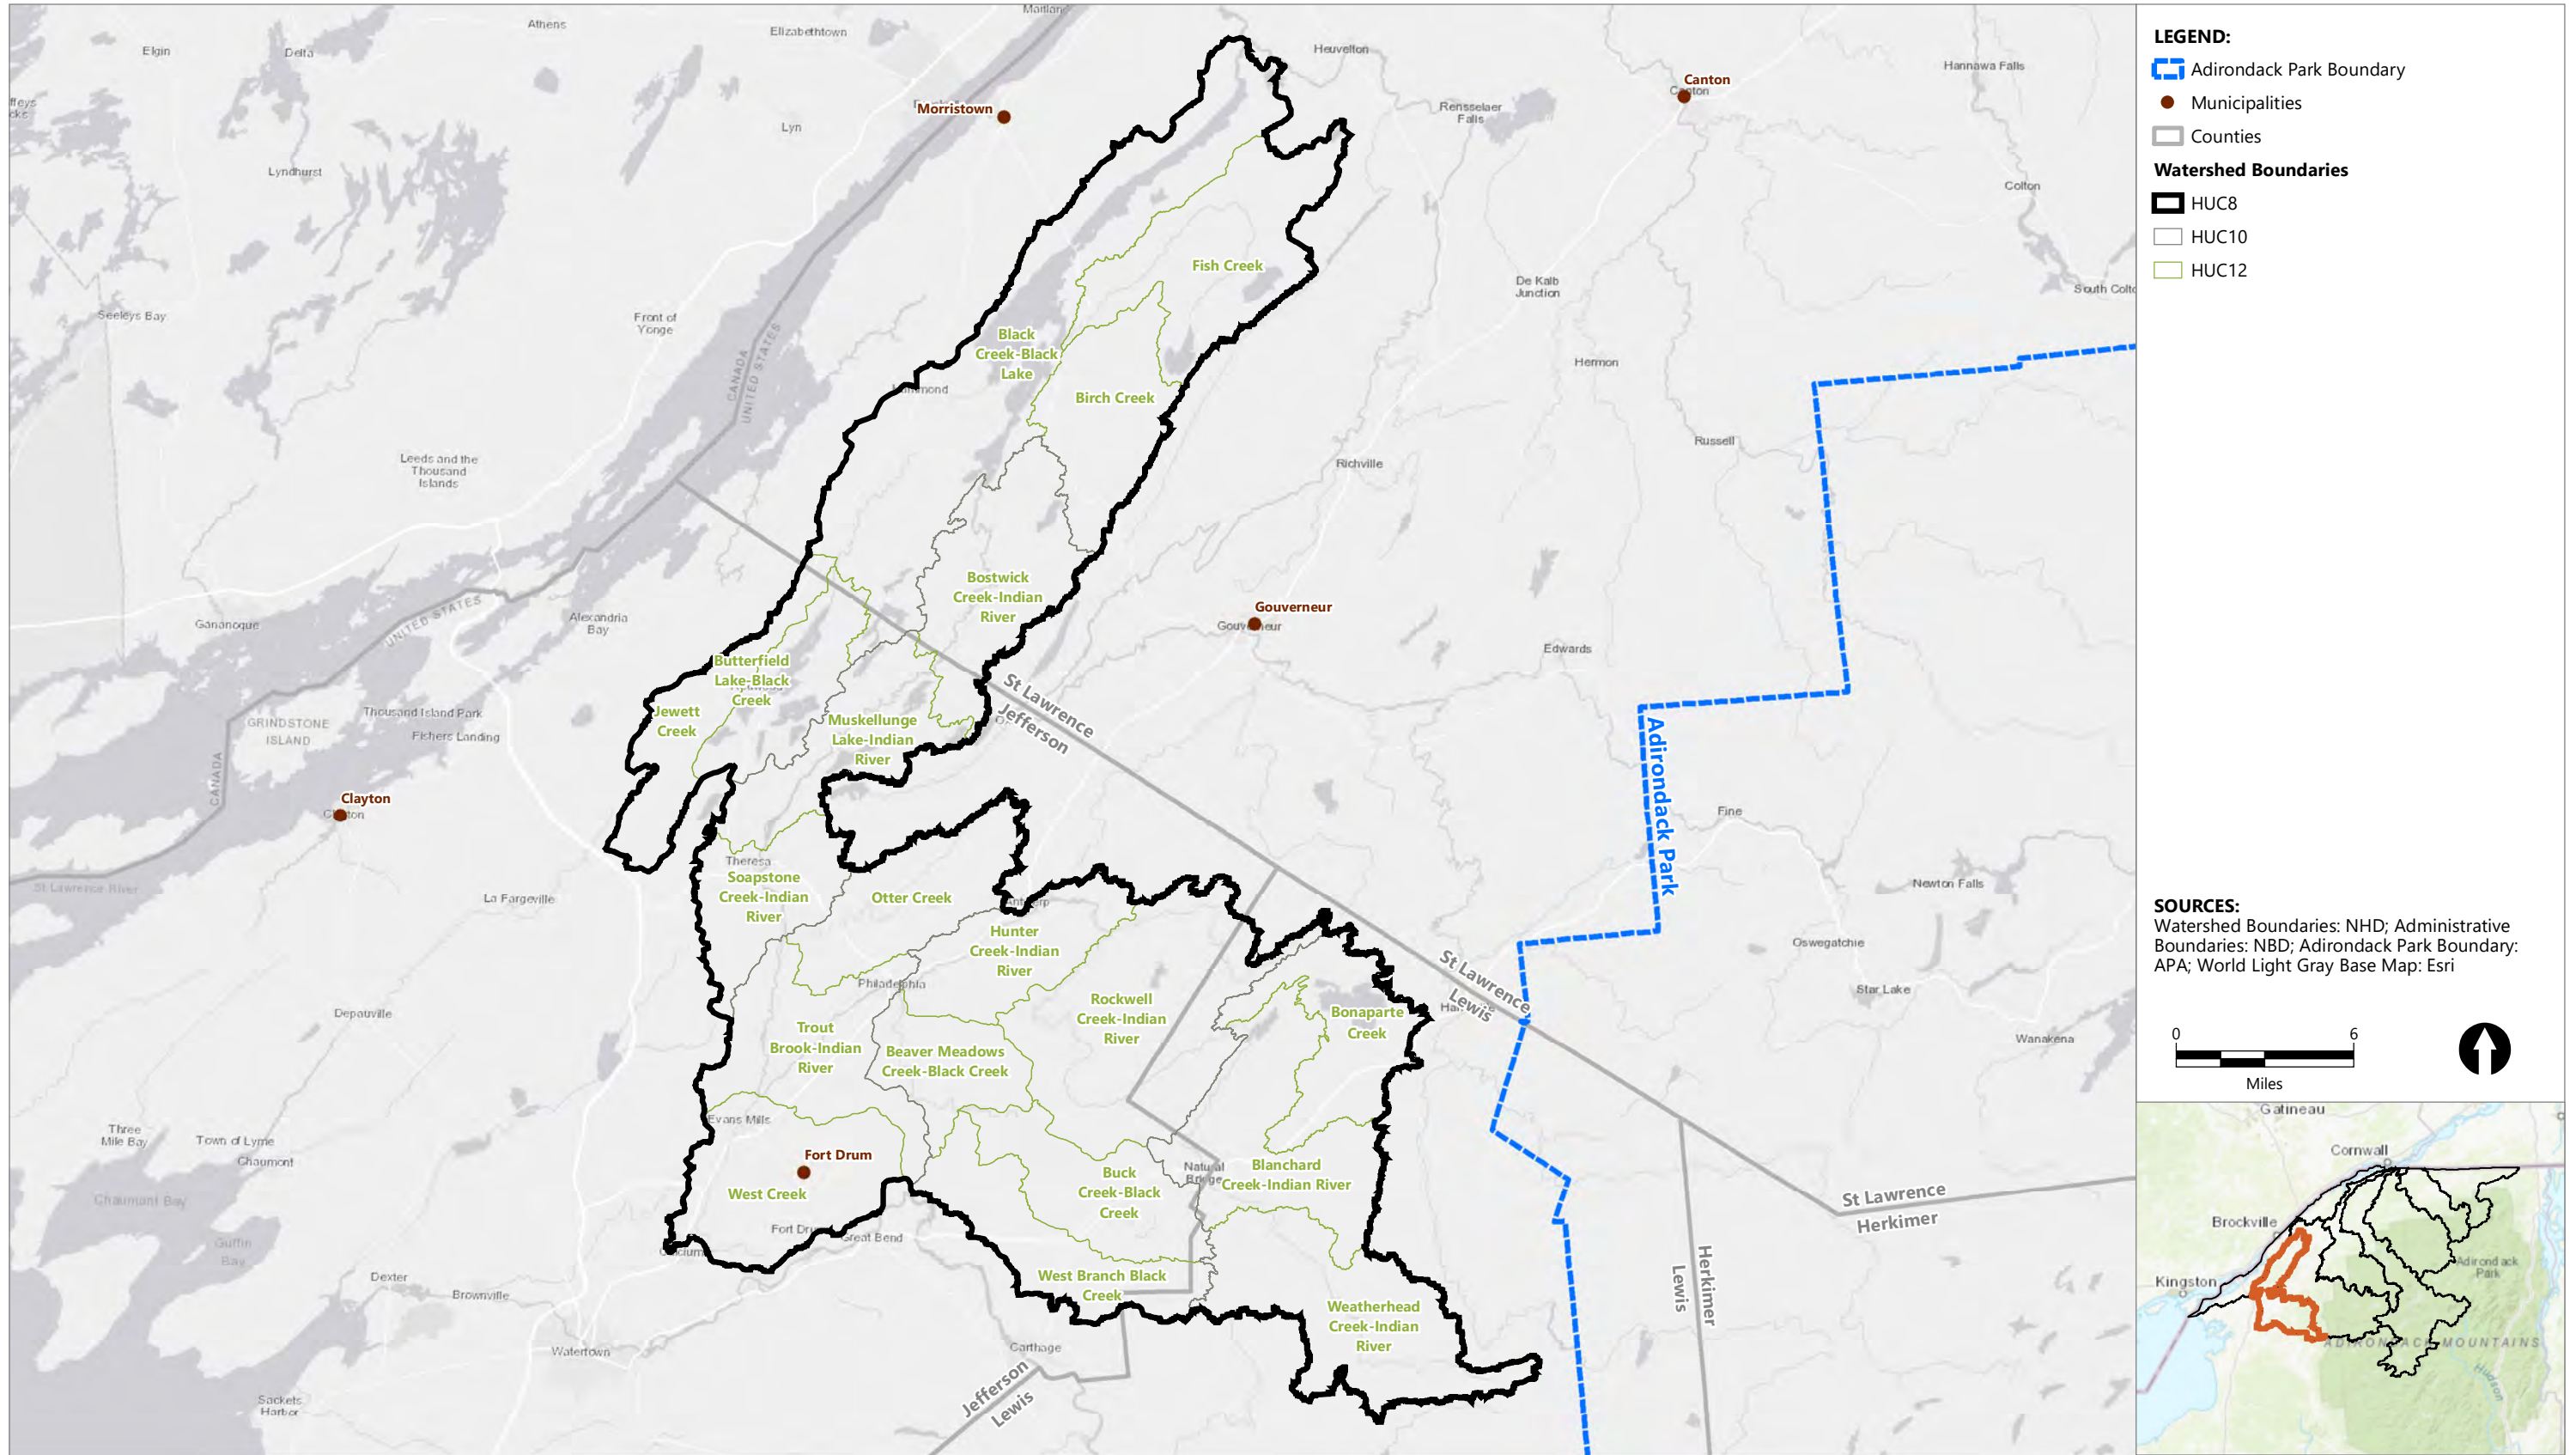 Maitland
Athens
Elizabethtown
Elgin
Delta
Heuvelton
Hannawa Falls
Canton
Morristown
Rensselaer
Falls
Lyn
Lyndhurst
Colton
Fish Creek
De Kalb
Junction
Seeleys Bay
Front of
Yonge
Black
Creek-Black
Lake
CANADA
UNITED STATES
Hermon
Birch Creek
Russell
Leeds and the
Thousand
Islands
Richville
Bostwick
Creek-Indian
River
Gouverneur
Gananoque
UNITED STATES
Alexandria
Bay
Edwards
Butterfield
Lake-Black
Creek
St Lawrence
Jefferson
Jewett
Creek
Muskellunge
Lake-Indian
River
Thousand Island Park
GRINDSTONE
ISLAND
Fishers Landing
CANADA
Adirondack Park
Clayton
Fine
Theresa
Soapstone
Creek-Indian
River
St Lawrence River
La Fargeville
Otter Creek
Newton Falls
Hunter
Creek-Indian
River
Oswegatchie
Philadelphia
St Lawrence
Lewis
Star Lake
Rockwell
Creek-Indian
River
Bonaparte
Creek
Depauville
Trout
Brook-Indian
River
Beaver Meadows
Creek-Black Creek
Wanakena
Evans Mills
Three
Mile Bay
Town of Lyme
Chaumont
Fort Drum
West Creek
Natural
Bridge
Buck
Creek-Black
Creek
Blanchard
Creek-Indian River
Chaumont Bay
St Lawrence
Herkimer
Fort Drum
Great Bend
Guffin
Bay
Dexter
Brownville
West Branch Black
Creek
Herkimer
Lewis
Weatherhead
Creek-Indian
River
Watertown
Carthage
Jefferson
Lewis
Sackets
Harbor
LEGEND:
Adirondack Park Boundary
Municipalities
Counties
Watershed Boundaries
HUC8
HUC10
HUC12
SOURCES:
Watershed Boundaries: NHD; Administrative
Boundaries: NBD; Adirondack Park Boundary:
APA; World Light Gray Base Map: Esri
0 6
Miles
Gatineau
Cornwall
Brockville
Adirondack
Park
Kingston
ADIRONDACK MOUNTAINS
Hudson